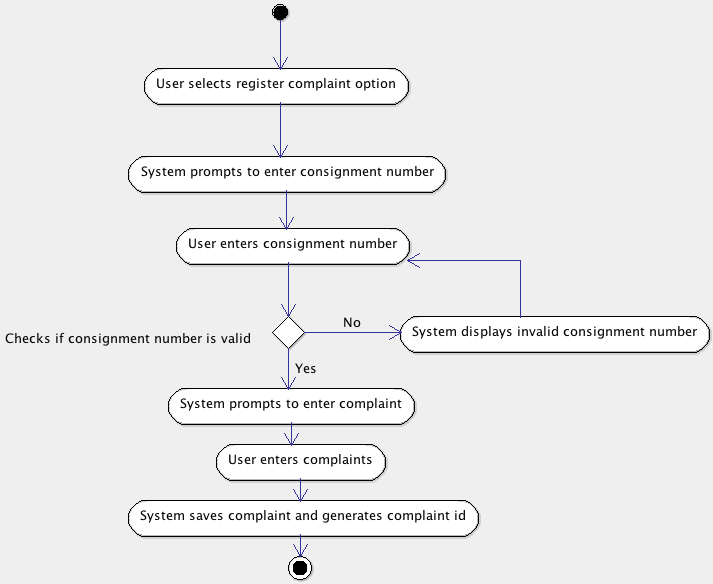 User selects register complaint option
System prompts to enter consignment number
User enters consignment number
No
System displays invalid consignment number
Checks if consignment number is valid
Yes
System prompts to enter complaint
User enters complaints
System saves complaint and generates complaint id